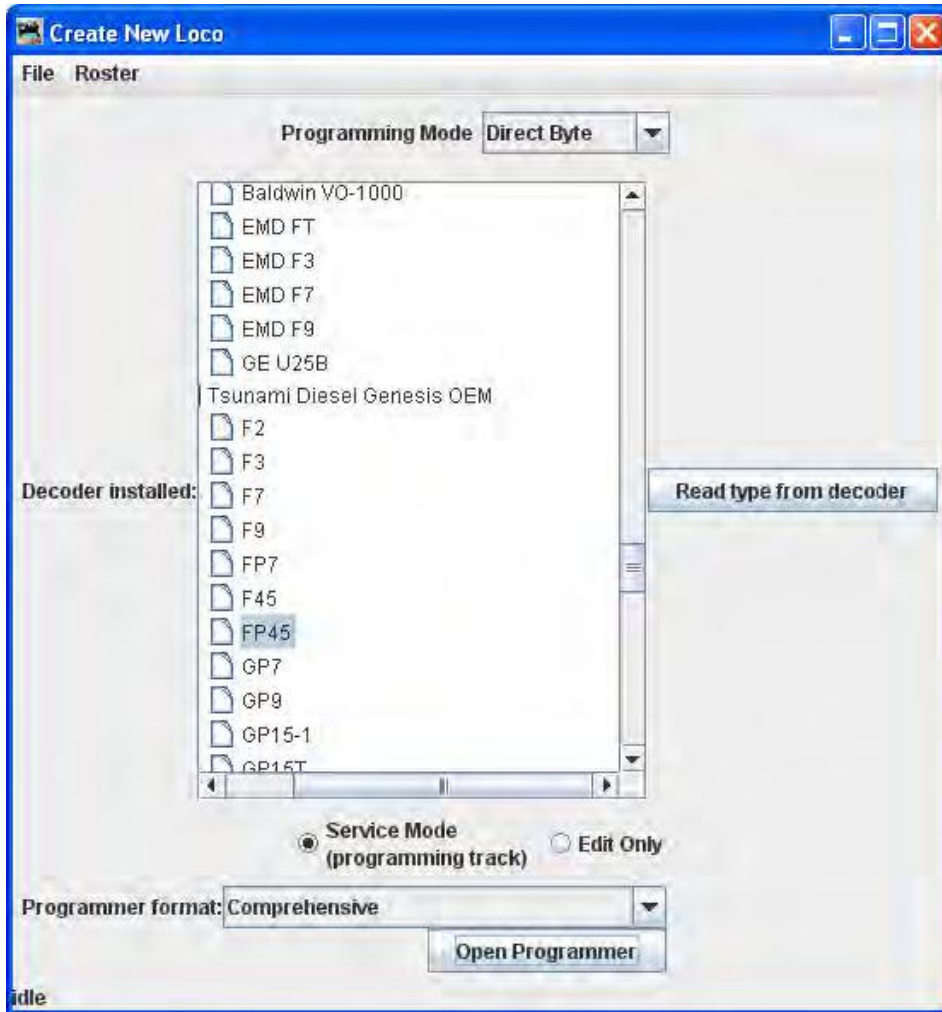 Create New Loco
File Roster
Programming Mode Direct Byte
Baldwin VO-1000
EMD FT
EMD F3
EMD F7
EMD F9
GE U25B
Tsunami Diesel Genesis OEM
F2
F3
Decoder installed:
F7
Read type from decoder
F9
FP7
F45
FP45
GP7
GP9
GP15-1
GP15T
Service Mode
(programming track)
Edit Only
Programmer format: Comprehensive
Open Programmer
idle